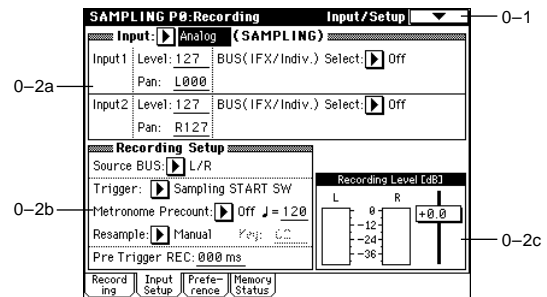 SAMPLING P0:Recording Input/Setup
0–1
Input: Analog (SAMPLING)
Input1 Level: 127 BUS(IFX/Indiv.) Select: Off
Pan: L000
0–2a
Input2 Level: 127 BUS(IFX/Indiv.) Select: Off
Pan: R127
Recording Setup
Source BUS: L/R
Trigger: Sampling START SW
0–2b
Metronome Precount: Off ♩= 120
Resample: Manual Key: C2
Pre Trigger REC: 000 ms
Recording Level [dB]
L R
0
-12
-24
-36
+0.0
0–2c
Recording
Input Setup
Prefe-rence
Memory Status